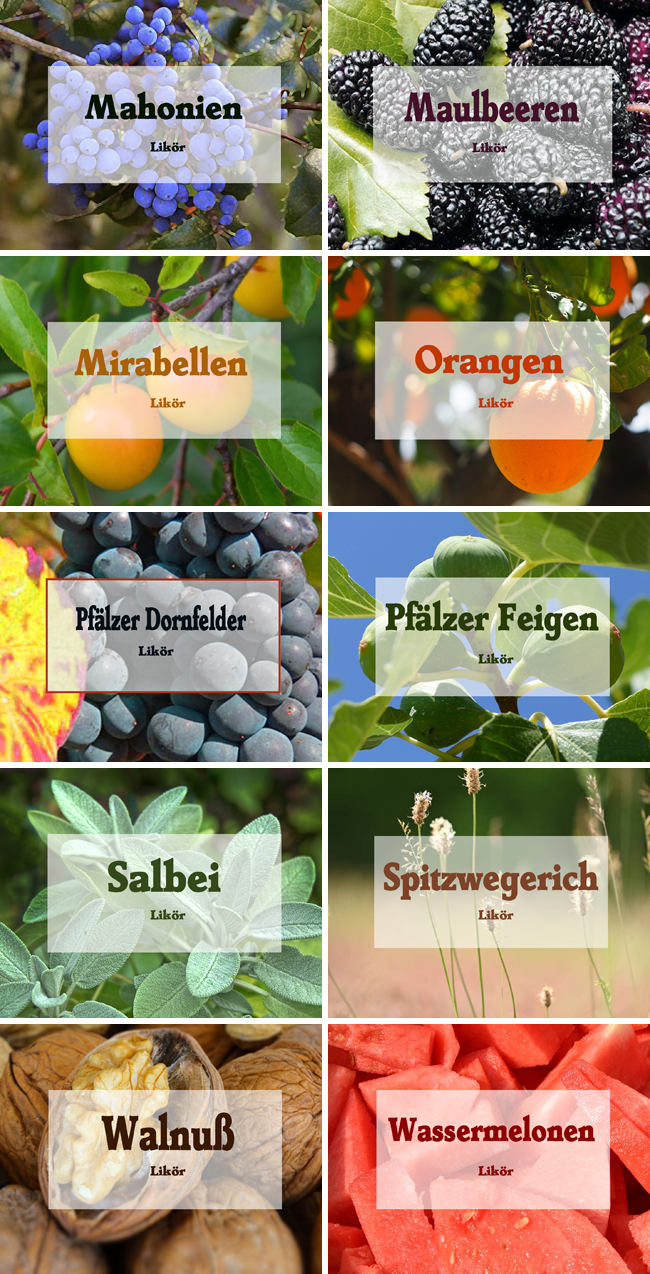 Mahonien
Likör
Maulbeeren
Likör
Mirabellen
Likör
Orangen
Likör
Pfälzer Dornfelder
Likör
Pfälzer Feigen
Likör
Salbei
Likör
Spitzwegerich
Likör
Walnuß
Likör
Wassermelonen
Likör